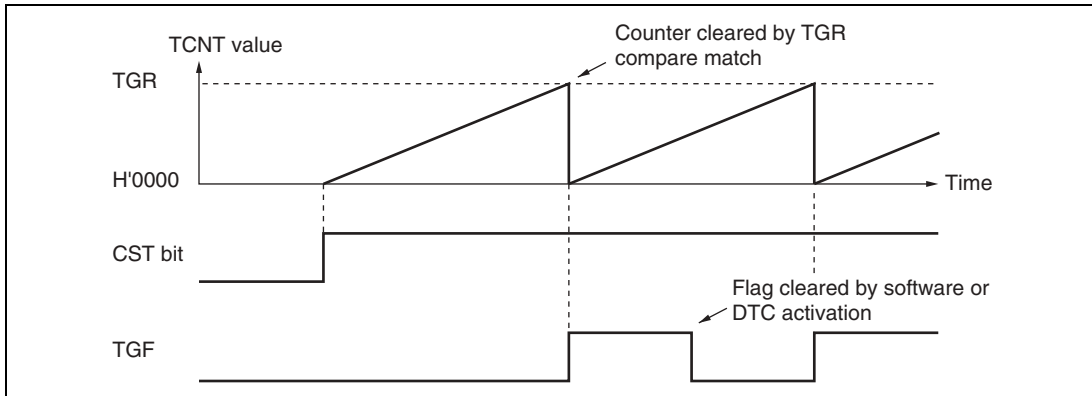 Counter cleared by TGR
compare match
TCNT value
TGR
H'0000
Time
CST bit
Flag cleared by software or
DTC activation
TGF